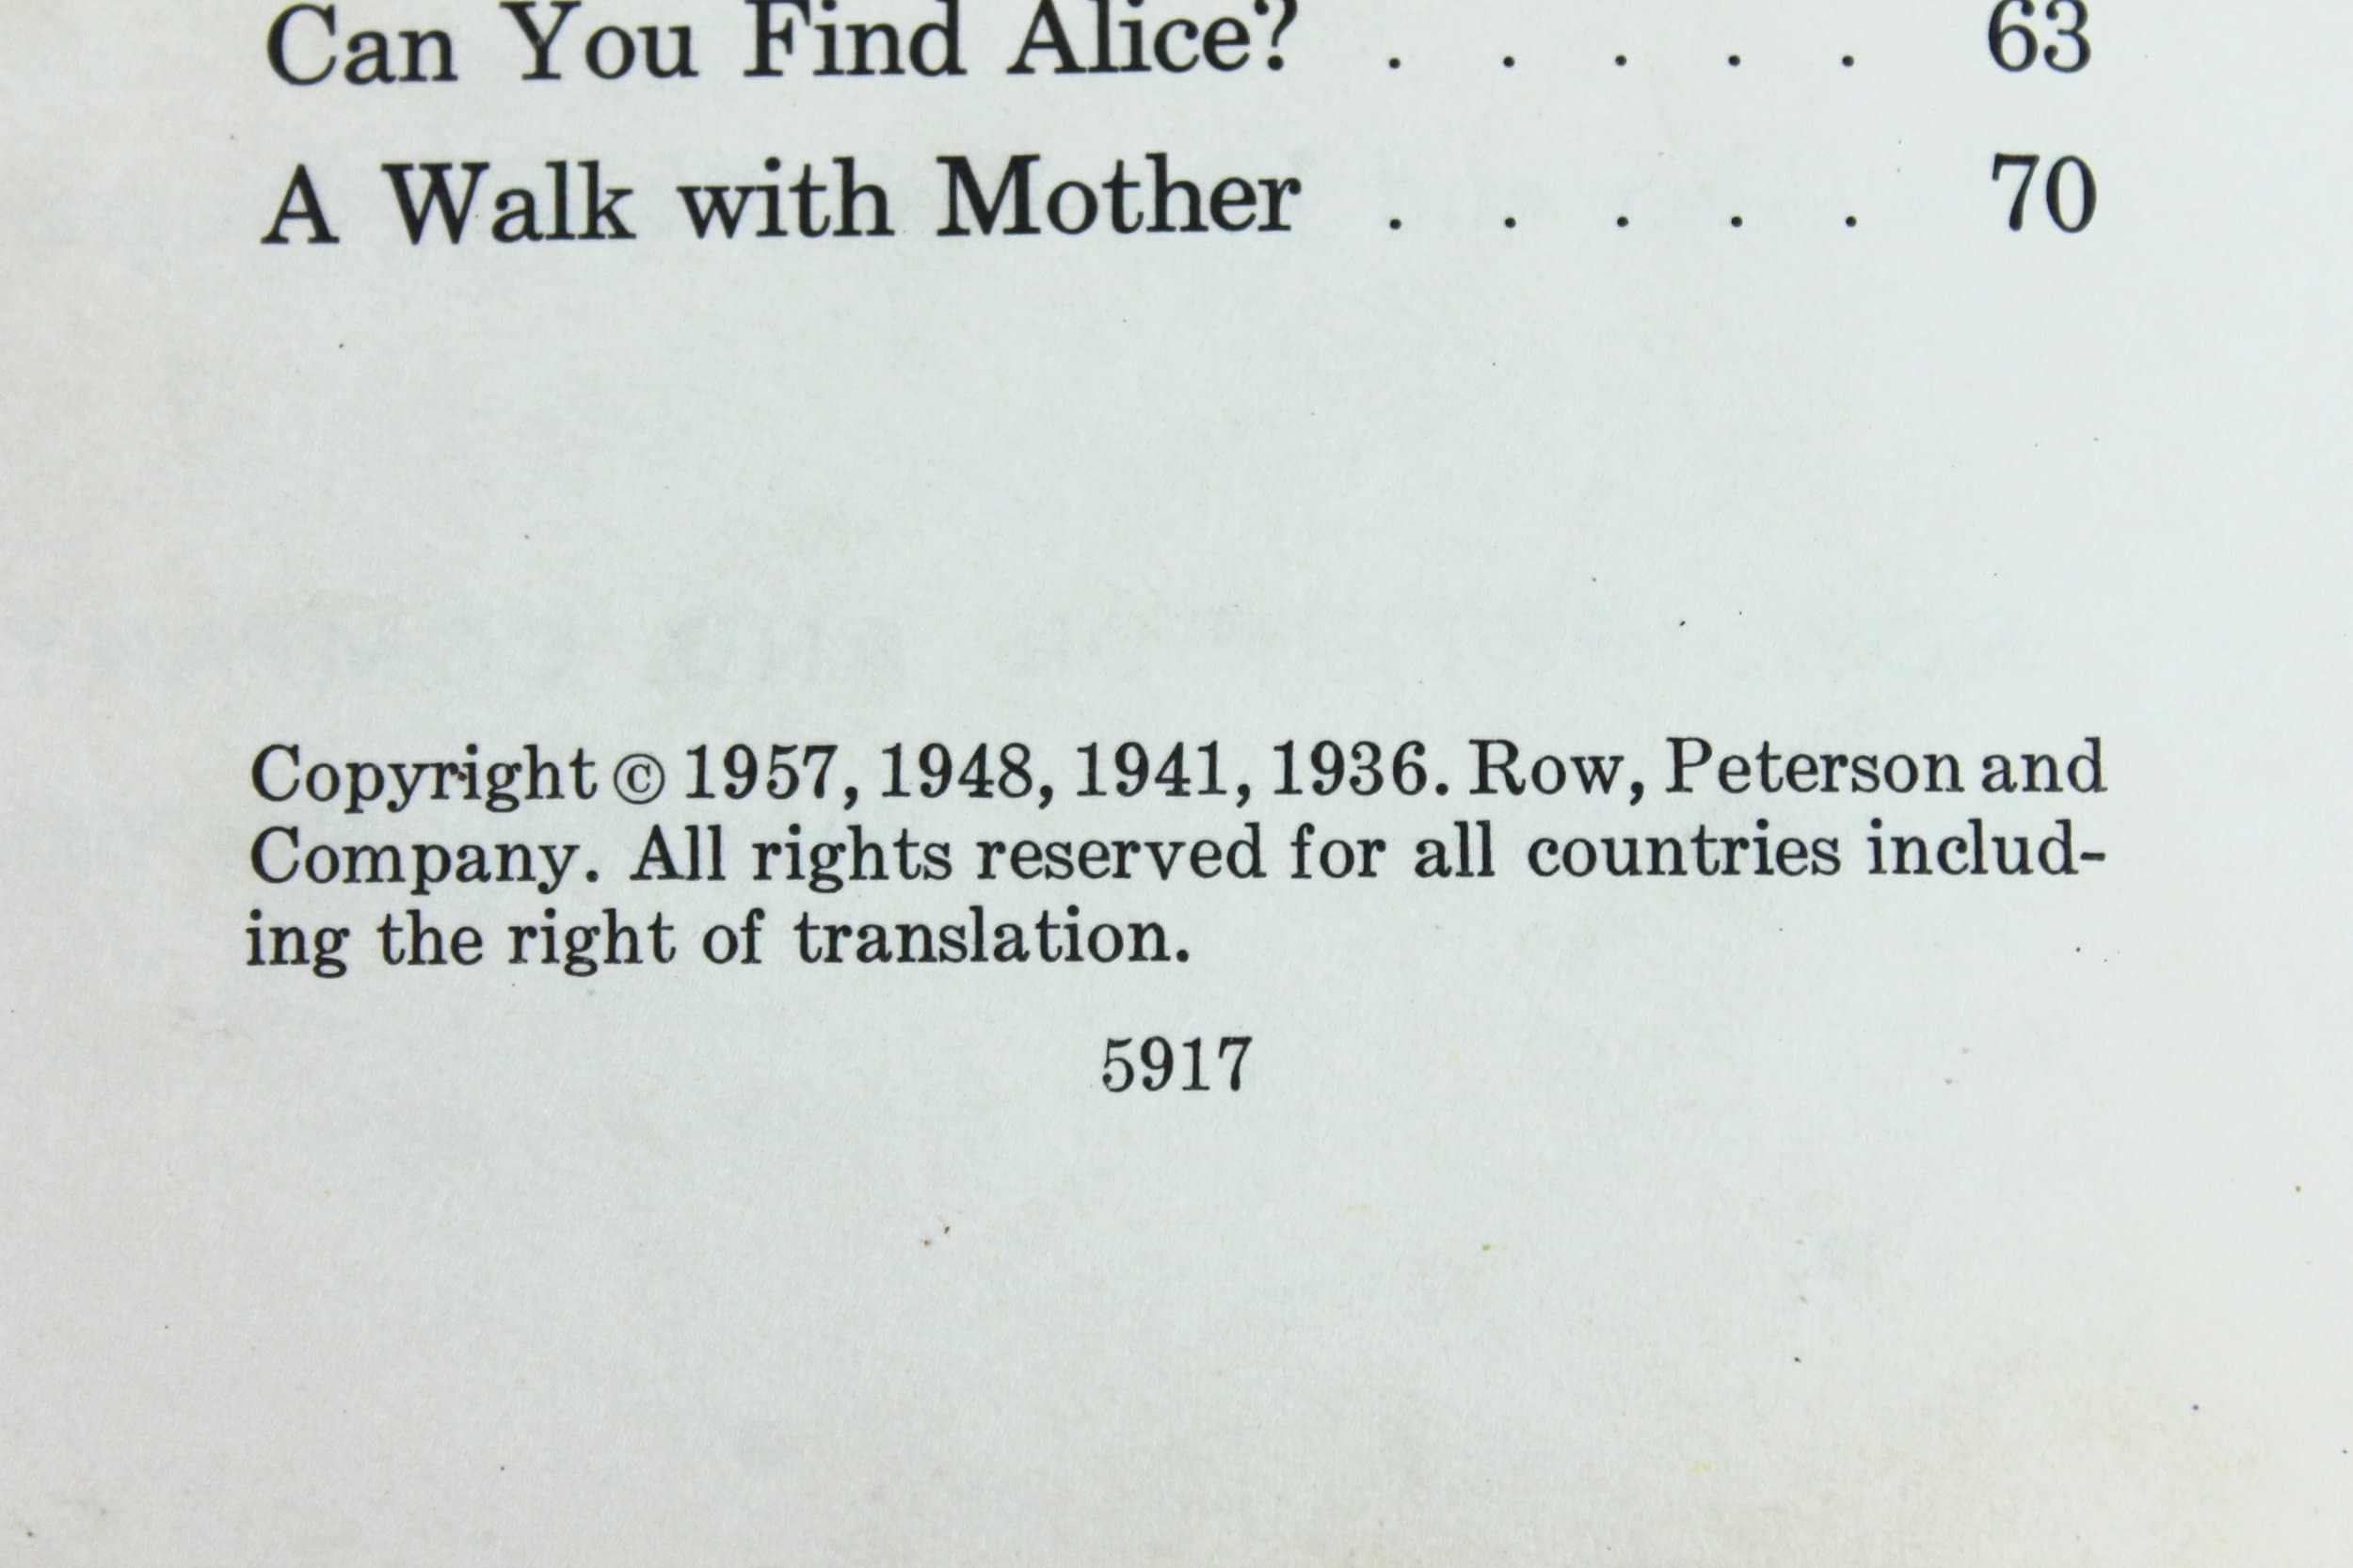 Can You Find Alice? . . . . . 63
A Walk with Mother . . . . . 70
Copyright © 1957, 1948, 1941, 1936. Row, Peterson and
Company. All rights reserved for all countries includ-
ing the right of translation.
5917